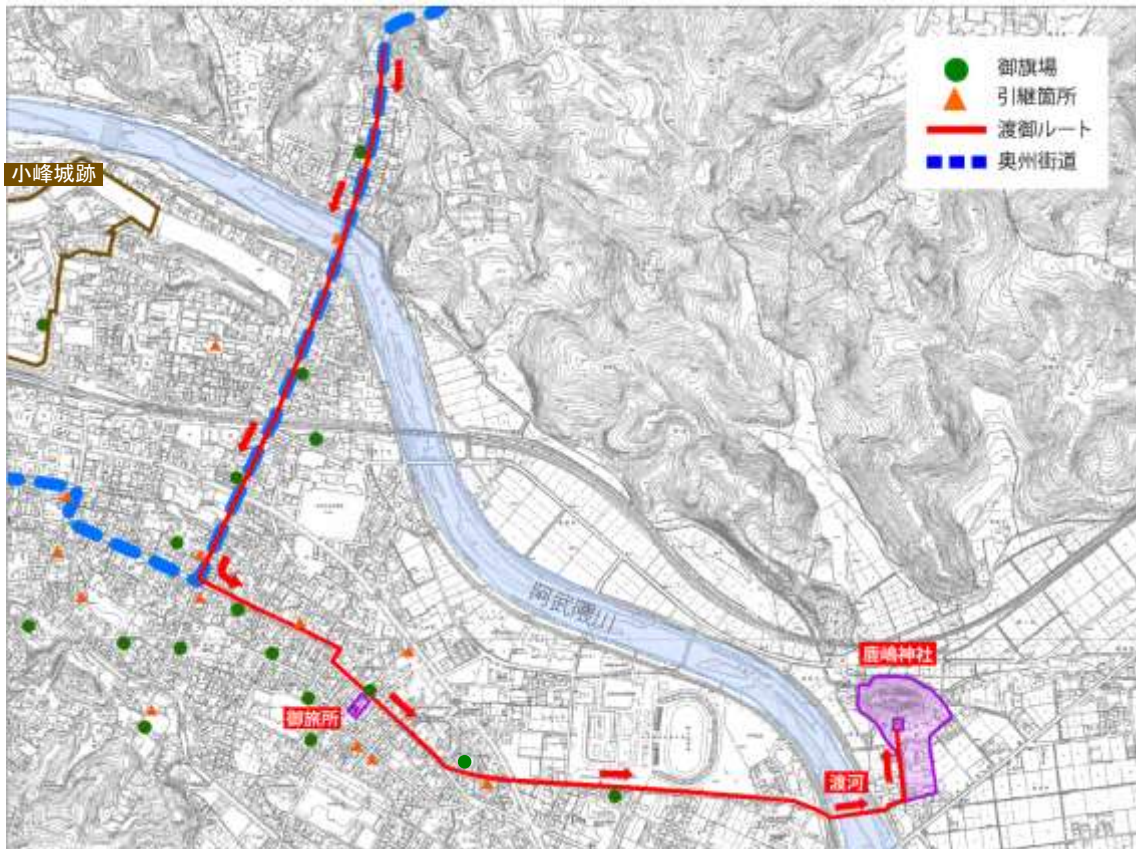 御旗場
引継箇所
渡御ルート
奥州街道
小峰城跡
阿武隈川
鹿嶋神社
御旅所
渡河